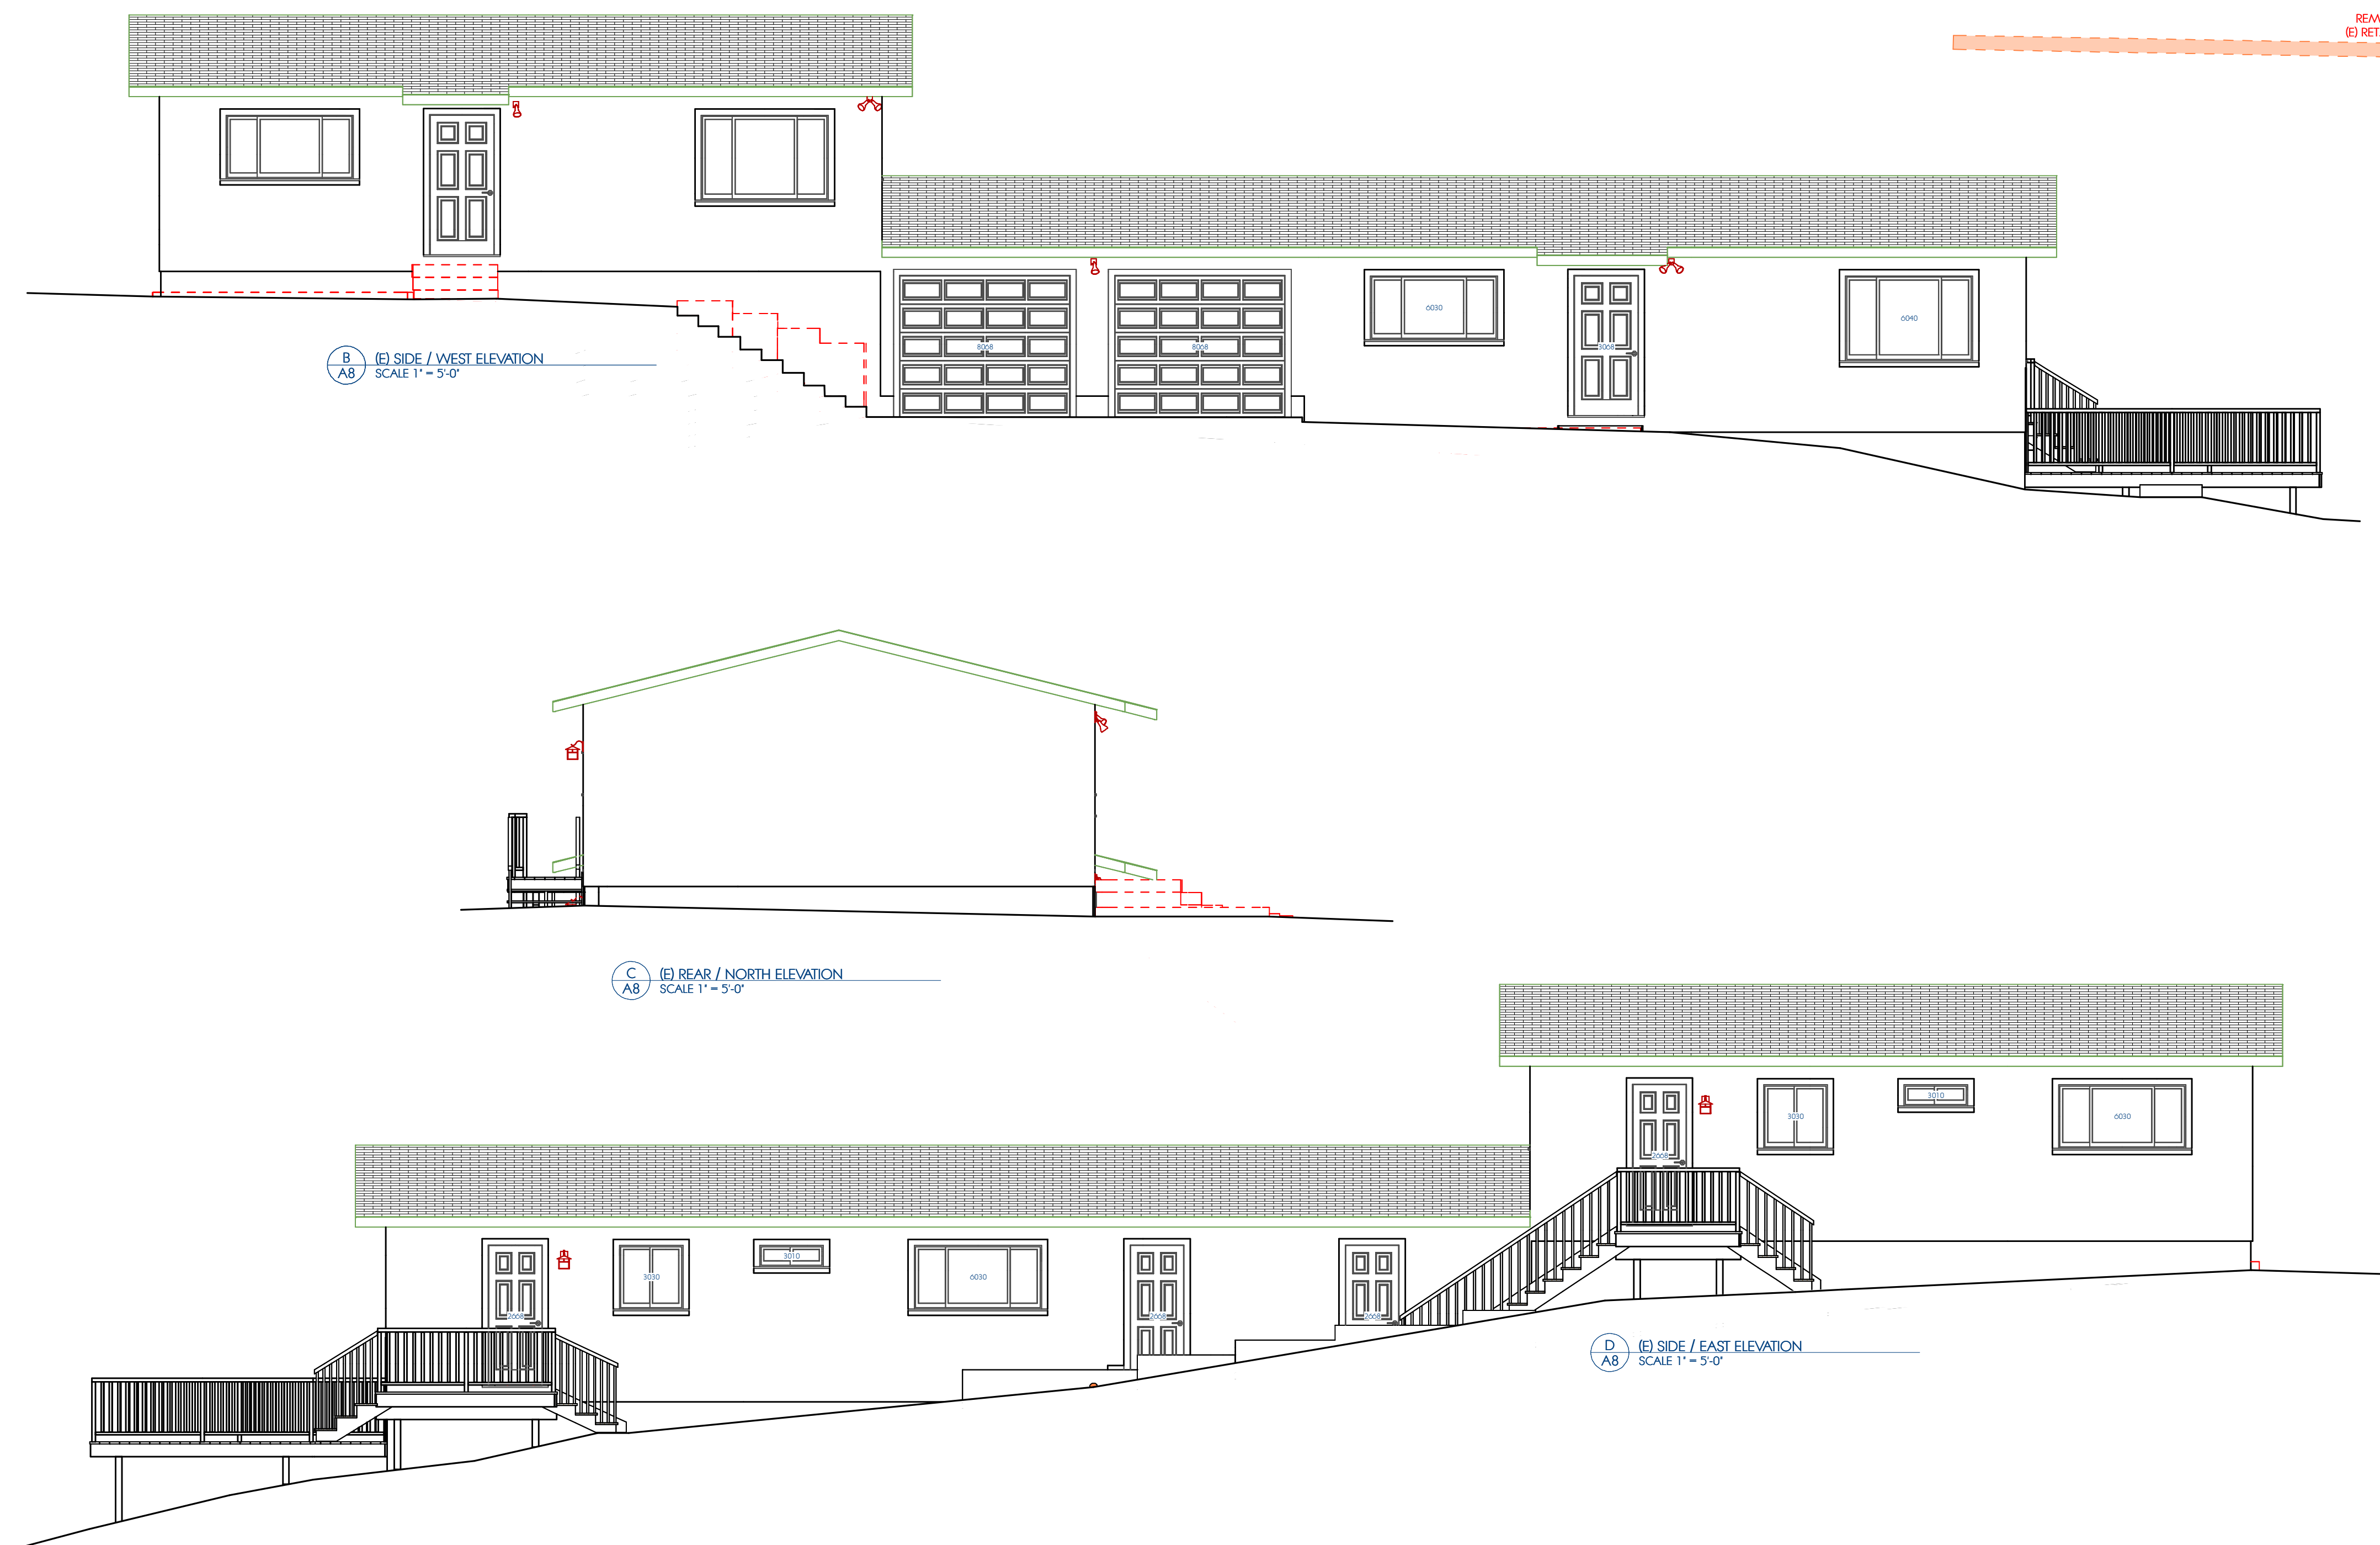 REM
(E) RET
6030
6040
8068
8068
3068
B
A8
(E) SIDE / WEST ELEVATION
SCALE 1" = 5'-0"
C
A8
(E) REAR / NORTH ELEVATION
SCALE 1" = 5'-0"
3030
3010
6030
2668
3010
3030
6030
2668
2668
2668
D
A8
(E) SIDE / EAST ELEVATION
SCALE 1" = 5'-0"